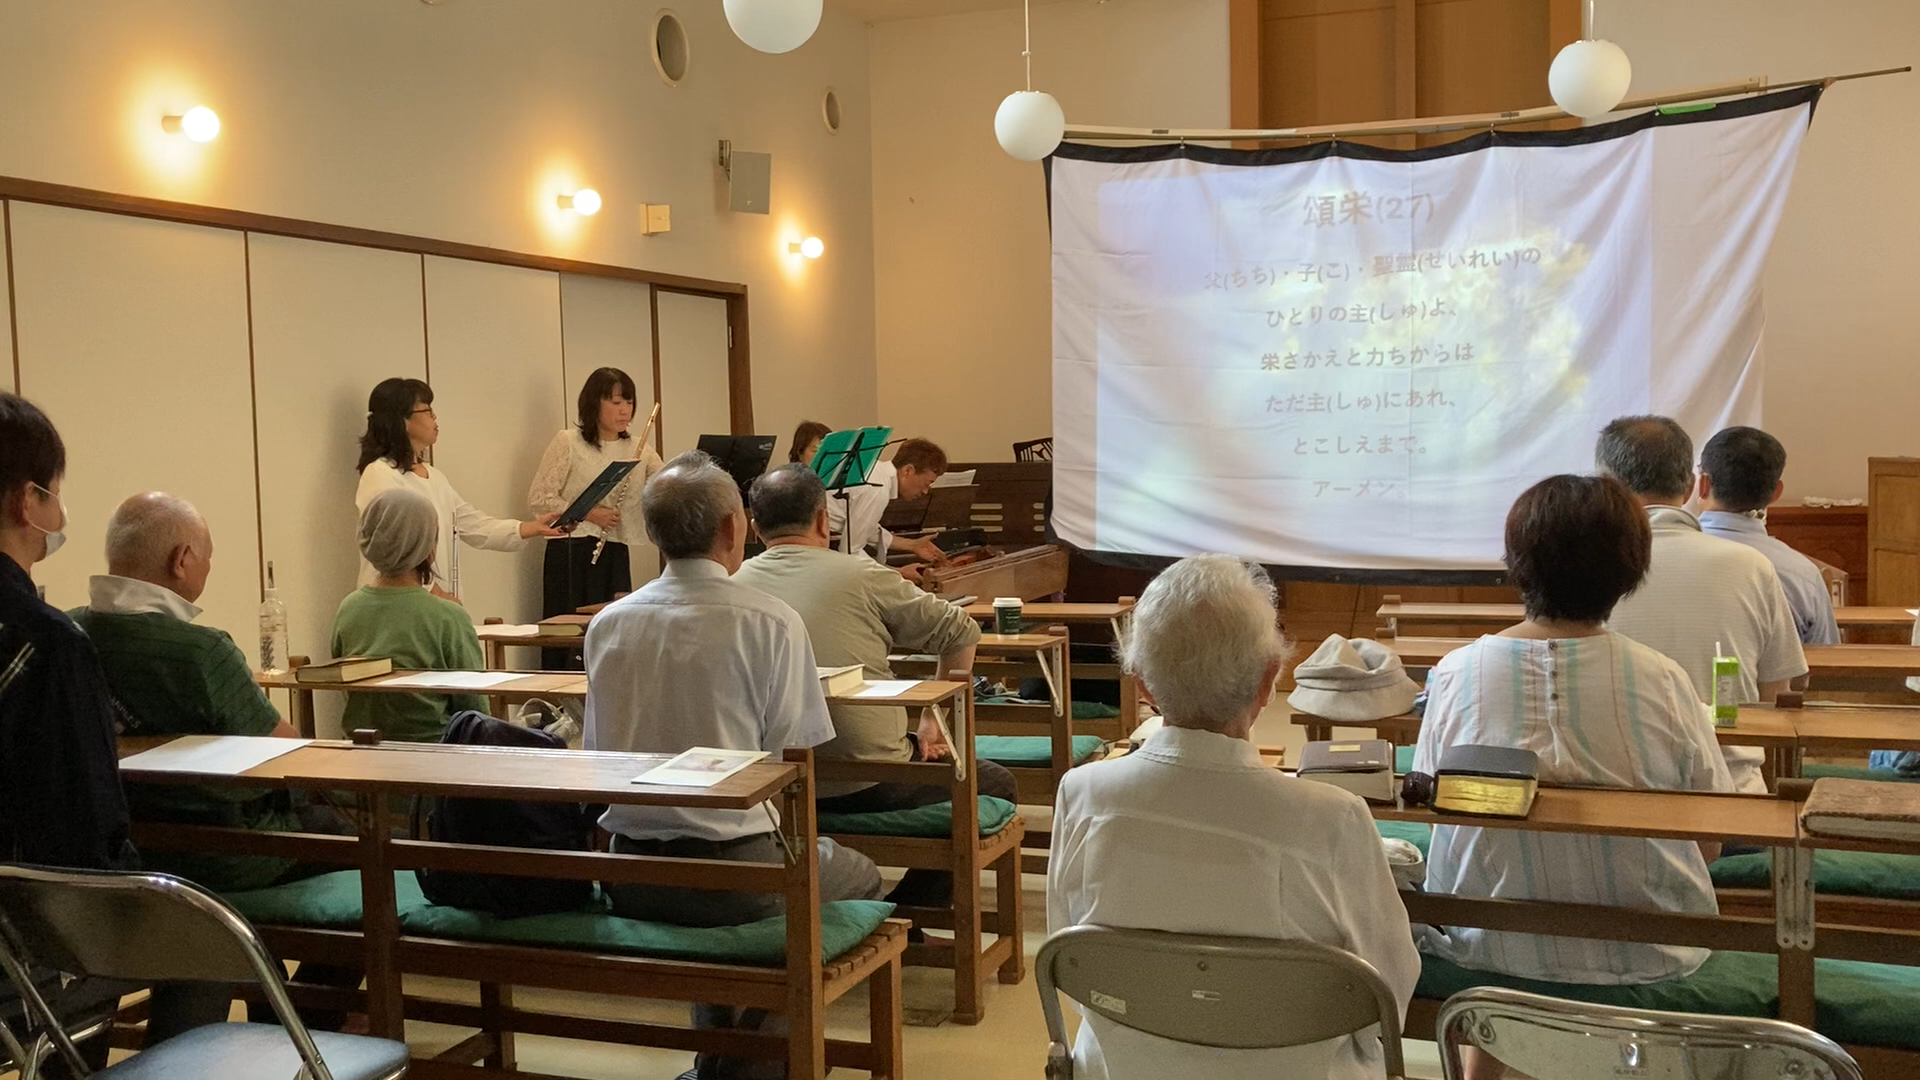 頌栄(27)
父(ちち)・子(こ)・聖霊(せいれい)の
ひとりの主(しゅ)よ、
栄さかえと力ちからは
ただ主(しゅ)にあれ、
とこしえまで。
アーメン。